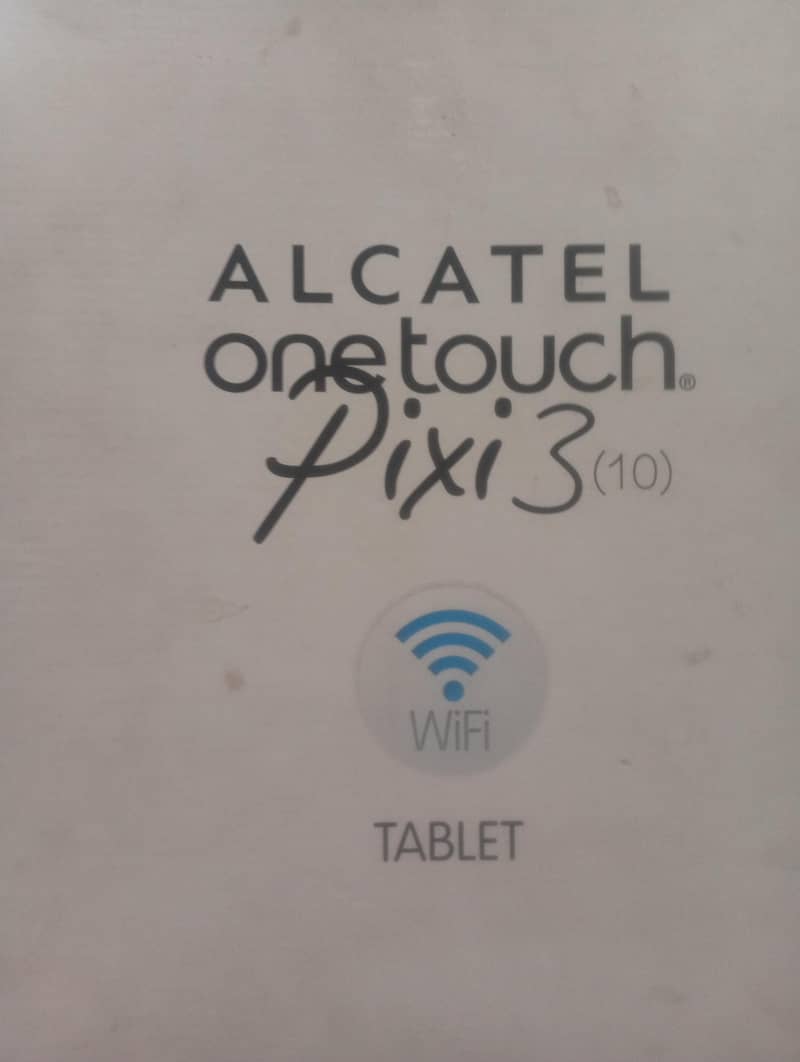 ALCATEL
onetouch®
Pixi 3 (10)
WiFi
TABLET